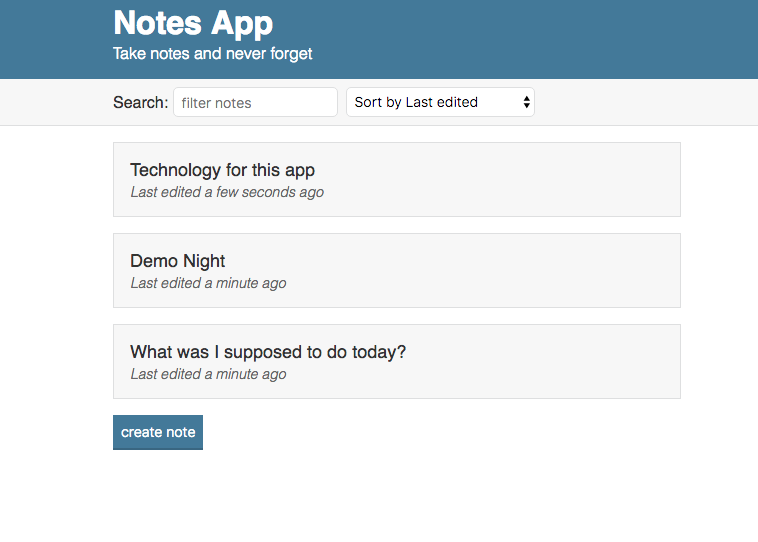 Notes App
Take notes and never forget
Search: filter notes Sort by Last edited
Technology for this app
Last edited a few seconds ago
Demo Night
Last edited a minute ago
What was I supposed to do today?
Last edited a minute ago
create note